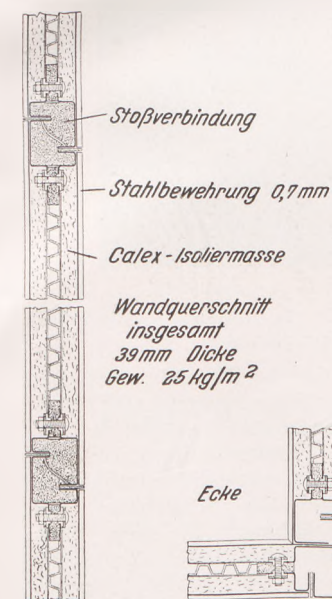 Stoßverbindung
Stahlbewehrung 0,7 mm
Calex-Isoliermasse
Wandquerschnitt
insgesamt
39 mm Dicke
Gew. 25 kg/m²
Ecke